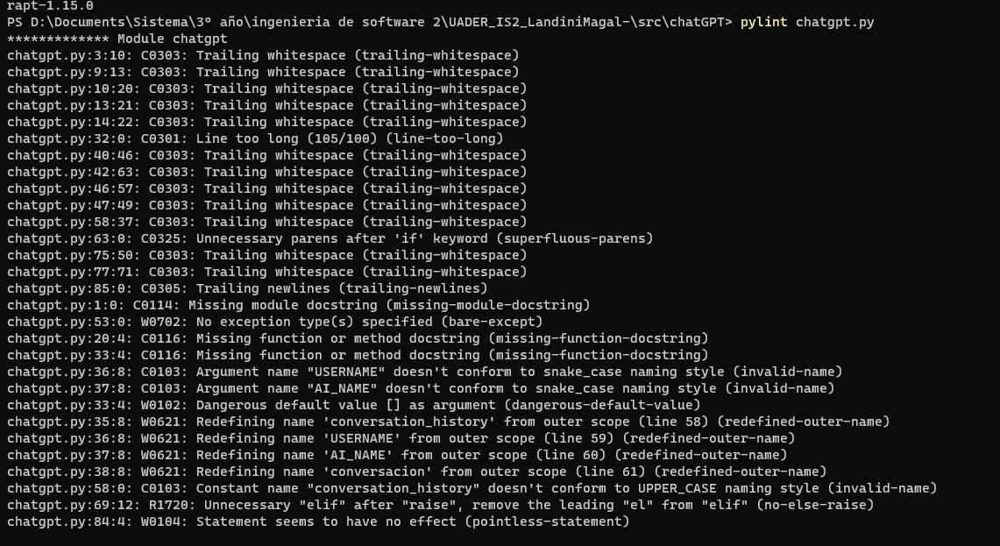 rapt-1.15.0
PS D:\Documents\Sistema\3° año\ingenieria de software 2\UADER_IS2_LandiniMagal-\src\chatGPT> pylint chatgpt.py
************* Module chatgpt
chatgpt.py:3:10: C0303: Trailing whitespace (trailing-whitespace)
chatgpt.py:9:13: C0303: Trailing whitespace (trailing-whitespace)
chatgpt.py:10:20: C0303: Trailing whitespace (trailing-whitespace)
chatgpt.py:13:21: C0303: Trailing whitespace (trailing-whitespace)
chatgpt.py:14:22: C0303: Trailing whitespace (trailing-whitespace)
chatgpt.py:32:0: C0301: Line too long (105/100) (line-too-long)
chatgpt.py:40:46: C0303: Trailing whitespace (trailing-whitespace)
chatgpt.py:42:63: C0303: Trailing whitespace (trailing-whitespace)
chatgpt.py:46:57: C0303: Trailing whitespace (trailing-whitespace)
chatgpt.py:47:49: C0303: Trailing whitespace (trailing-whitespace)
chatgpt.py:58:37: C0303: Trailing whitespace (trailing-whitespace)
chatgpt.py:63:0: C0325: Unnecessary parens after 'if' keyword (superfluous-parens)
chatgpt.py:75:50: C0303: Trailing whitespace (trailing-whitespace)
chatgpt.py:77:71: C0303: Trailing whitespace (trailing-whitespace)
chatgpt.py:85:0: C0305: Trailing newlines (trailing-newlines)
chatgpt.py:1:0: C0114: Missing module docstring (missing-module-docstring)
chatgpt.py:53:0: W0702: No exception type(s) specified (bare-except)
chatgpt.py:20:4: C0116: Missing function or method docstring (missing-function-docstring)
chatgpt.py:33:4: C0116: Missing function or method docstring (missing-function-docstring)
chatgpt.py:36:8: C0103: Argument name "USERNAME" doesn't conform to snake_case naming style (invalid-name)
chatgpt.py:37:8: C0103: Argument name "AI_NAME" doesn't conform to snake_case naming style (invalid-name)
chatgpt.py:33:4: W0102: Dangerous default value [] as argument (dangerous-default-value)
chatgpt.py:35:8: W0621: Redefining name 'conversation_history' from outer scope (line 58) (redefined-outer-name)
chatgpt.py:36:8: W0621: Redefining name 'USERNAME' from outer scope (line 59) (redefined-outer-name)
chatgpt.py:37:8: W0621: Redefining name 'AI_NAME' from outer scope (line 60) (redefined-outer-name)
chatgpt.py:38:8: W0621: Redefining name 'conversacion' from outer scope (line 61) (redefined-outer-name)
chatgpt.py:58:0: C0103: Constant name "conversation_history" doesn't conform to UPPER_CASE naming style (invalid-name)
chatgpt.py:69:12: R1720: Unnecessary "elif" after "raise", remove the leading "el" from "elif" (no-else-raise)
chatgpt.py:84:4: W0104: Statement seems to have no effect (pointless-statement)